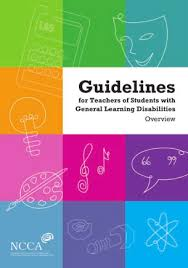 Guidelines
for Teachers of Students with
General Learning Disabilities
Overview
NCCA